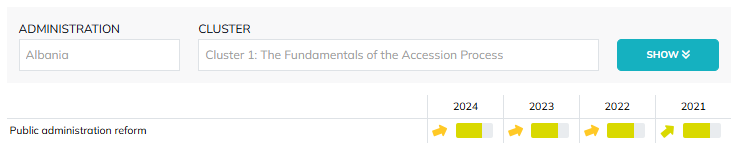 ADMINISTRATION CLUSTER
Albania Cluster 1: The Fundamentals of the Accession Process SHOW
2024 2023 2022 2021
Public administration reform